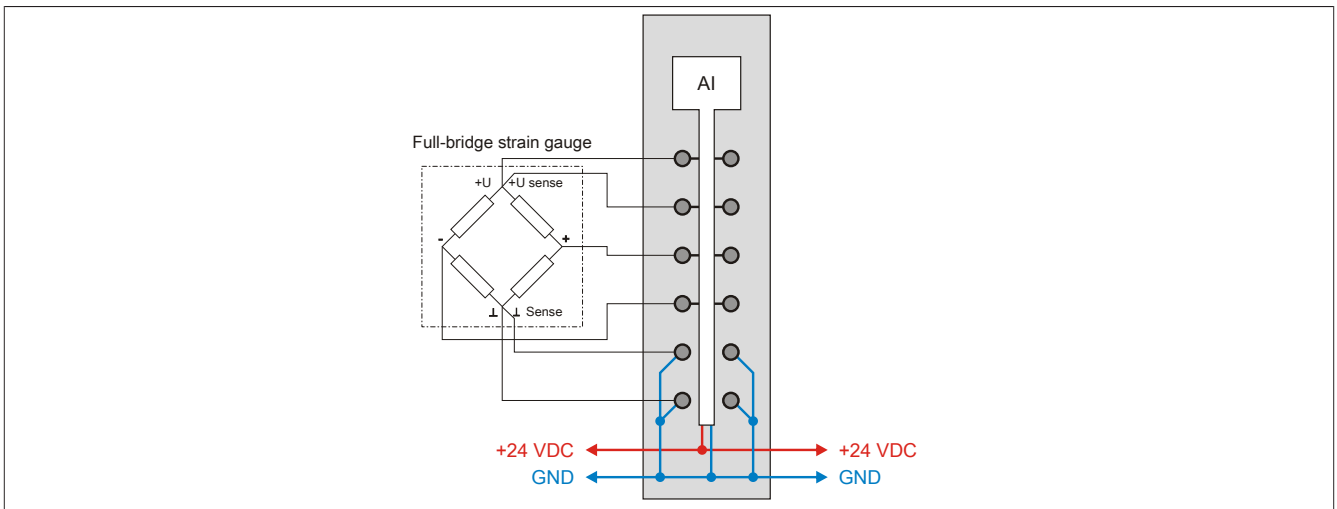 AI
Full-bridge strain gauge
+U +U sense
- +
⊥ ⊥ Sense
+24 VDC +24 VDC
GND GND